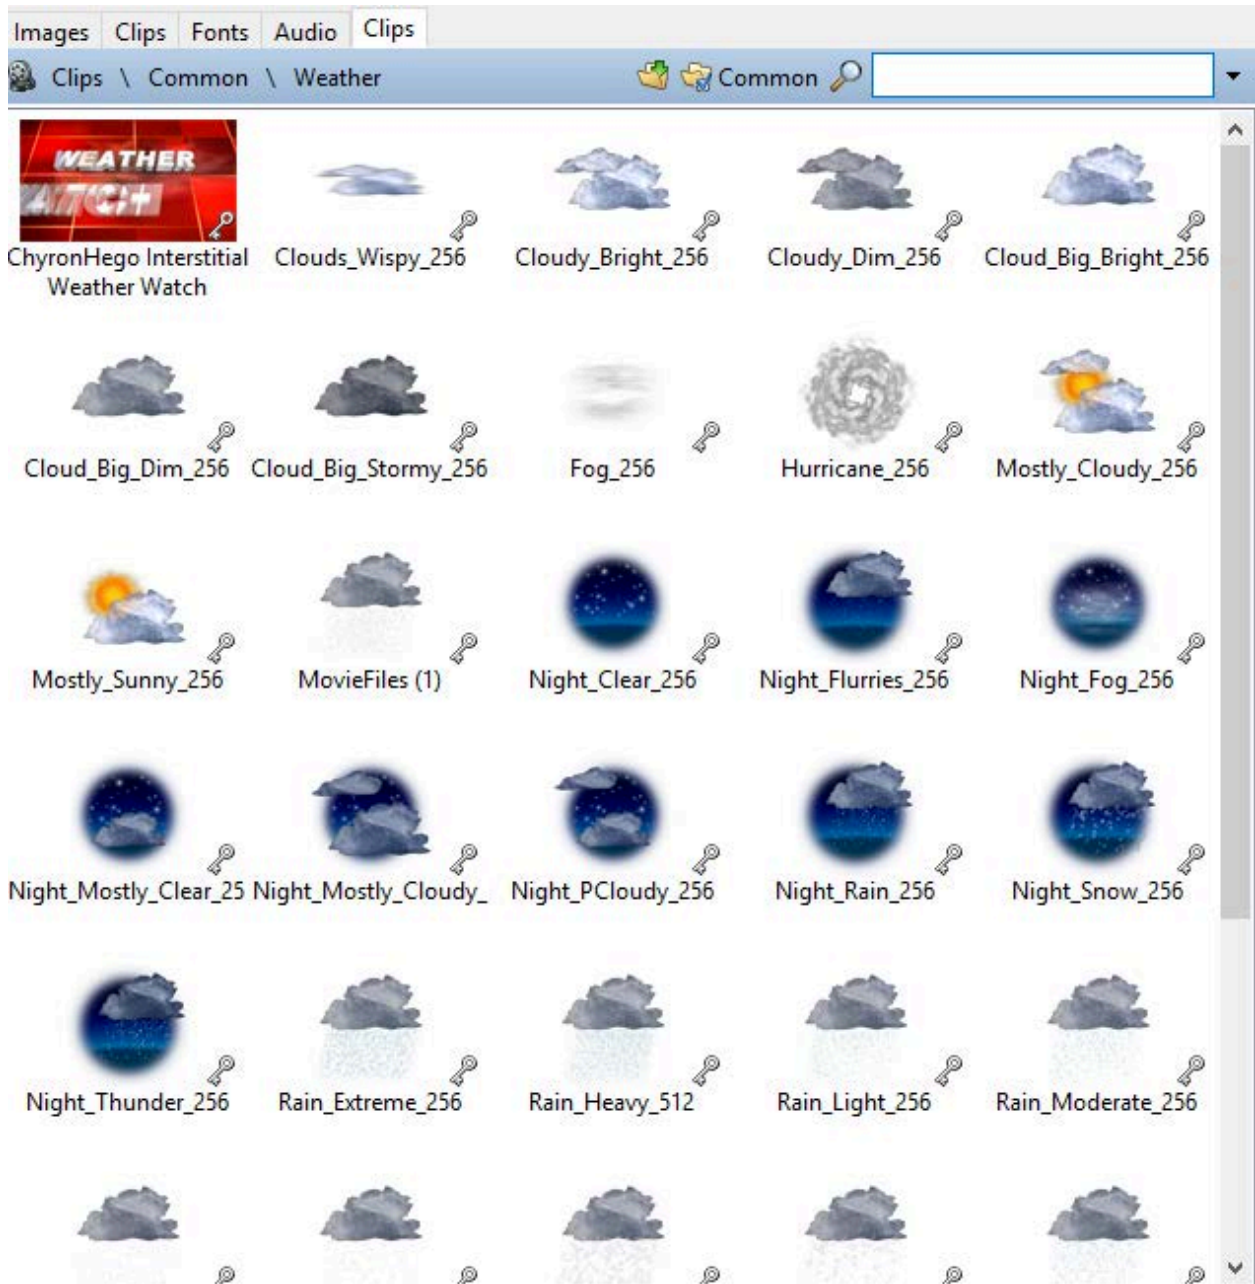 Images Clips Fonts Audio Clips
Clips \ Common \ Weather Common
WEATHER
WATCH
ChyronHego Interstitial Weather Watch
Clouds_Wispy_256
Cloudy_Bright_256
Cloudy_Dim_256
Cloud_Big_Bright_256
Cloud_Big_Dim_256
Cloud_Big_Stormy_256
Fog_256
Hurricane_256
Mostly_Cloudy_256
Mostly_Sunny_256
MovieFiles (1)
Night_Clear_256
Night_Flurries_256
Night_Fog_256
Night_Mostly_Clear_25
Night_Mostly_Cloudy_
Night_PCloudy_256
Night_Rain_256
Night_Snow_256
Night_Thunder_256
Rain_Extreme_256
Rain_Heavy_512
Rain_Light_256
Rain_Moderate_256